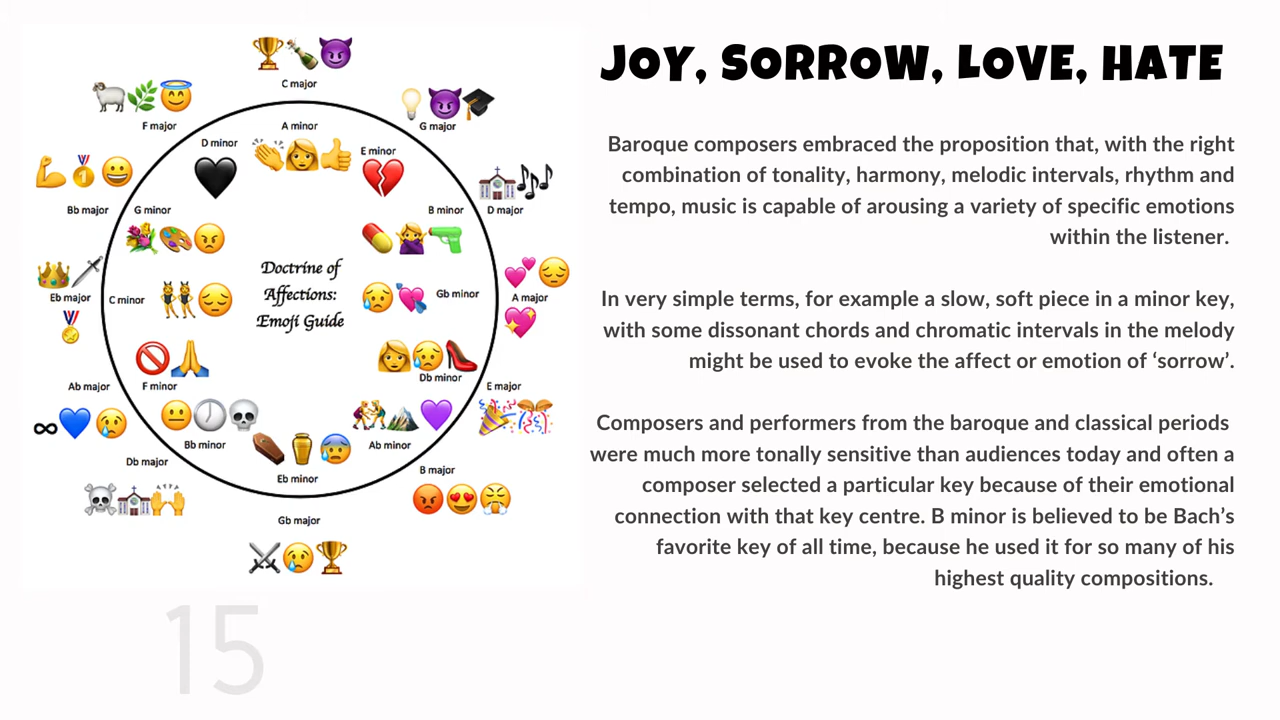 JOY, SORROW, LOVE, HATE
C major
F major
G major
A minor
D minor
E minor
Bb major
G minor
B minor
D major
Doctrine of
Affections:
Emoji Guide
Eb major
C minor
Gb minor
A major
Ab major
F minor
Db minor
E major
Bb minor
Ab minor
Db major
Eb minor
B major
Gb major
Baroque composers embraced the proposition that, with the right
combination of tonality, harmony, melodic intervals, rhythm and
tempo, music is capable of arousing a variety of specific emotions
within the listener.
In very simple terms, for example a slow, soft piece in a minor key,
with some dissonant chords and chromatic intervals in the melody
might be used to evoke the affect or emotion of ‘sorrow’.
Composers and performers from the baroque and classical periods
were much more tonally sensitive than audiences today and often a
composer selected a particular key because of their emotional
connection with that key centre. B minor is believed to be Bach’s
favorite key of all time, because he used it for so many of his
highest quality compositions.
15